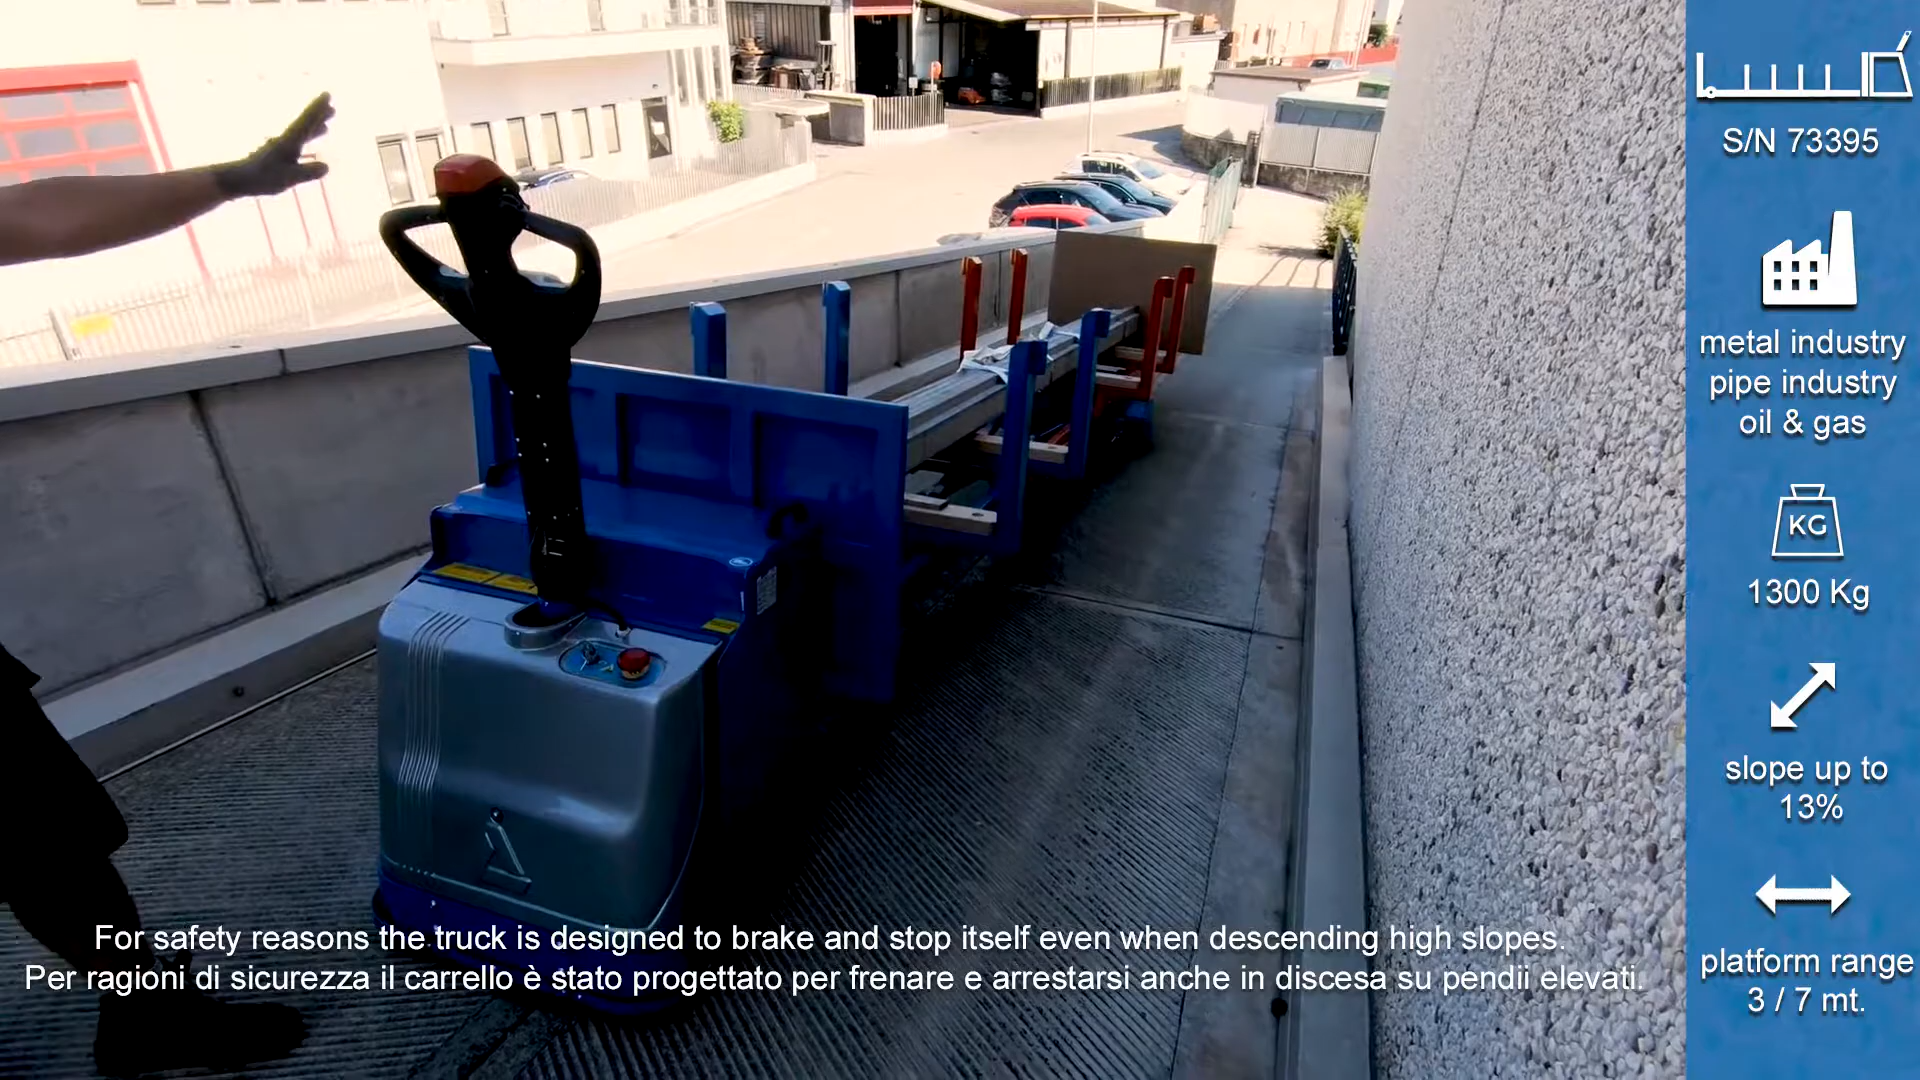 S/N 73395
metal industry
pipe industry
oil & gas
KG
1300 Kg
slope up to
13%
platform range
3 / 7 mt.
For safety reasons the truck is designed to brake and stop itself even when descending high slopes.
Per ragioni di sicurezza il carrello è stato progettato per frenare e arrestarsi anche in discesa su pendii elevati.